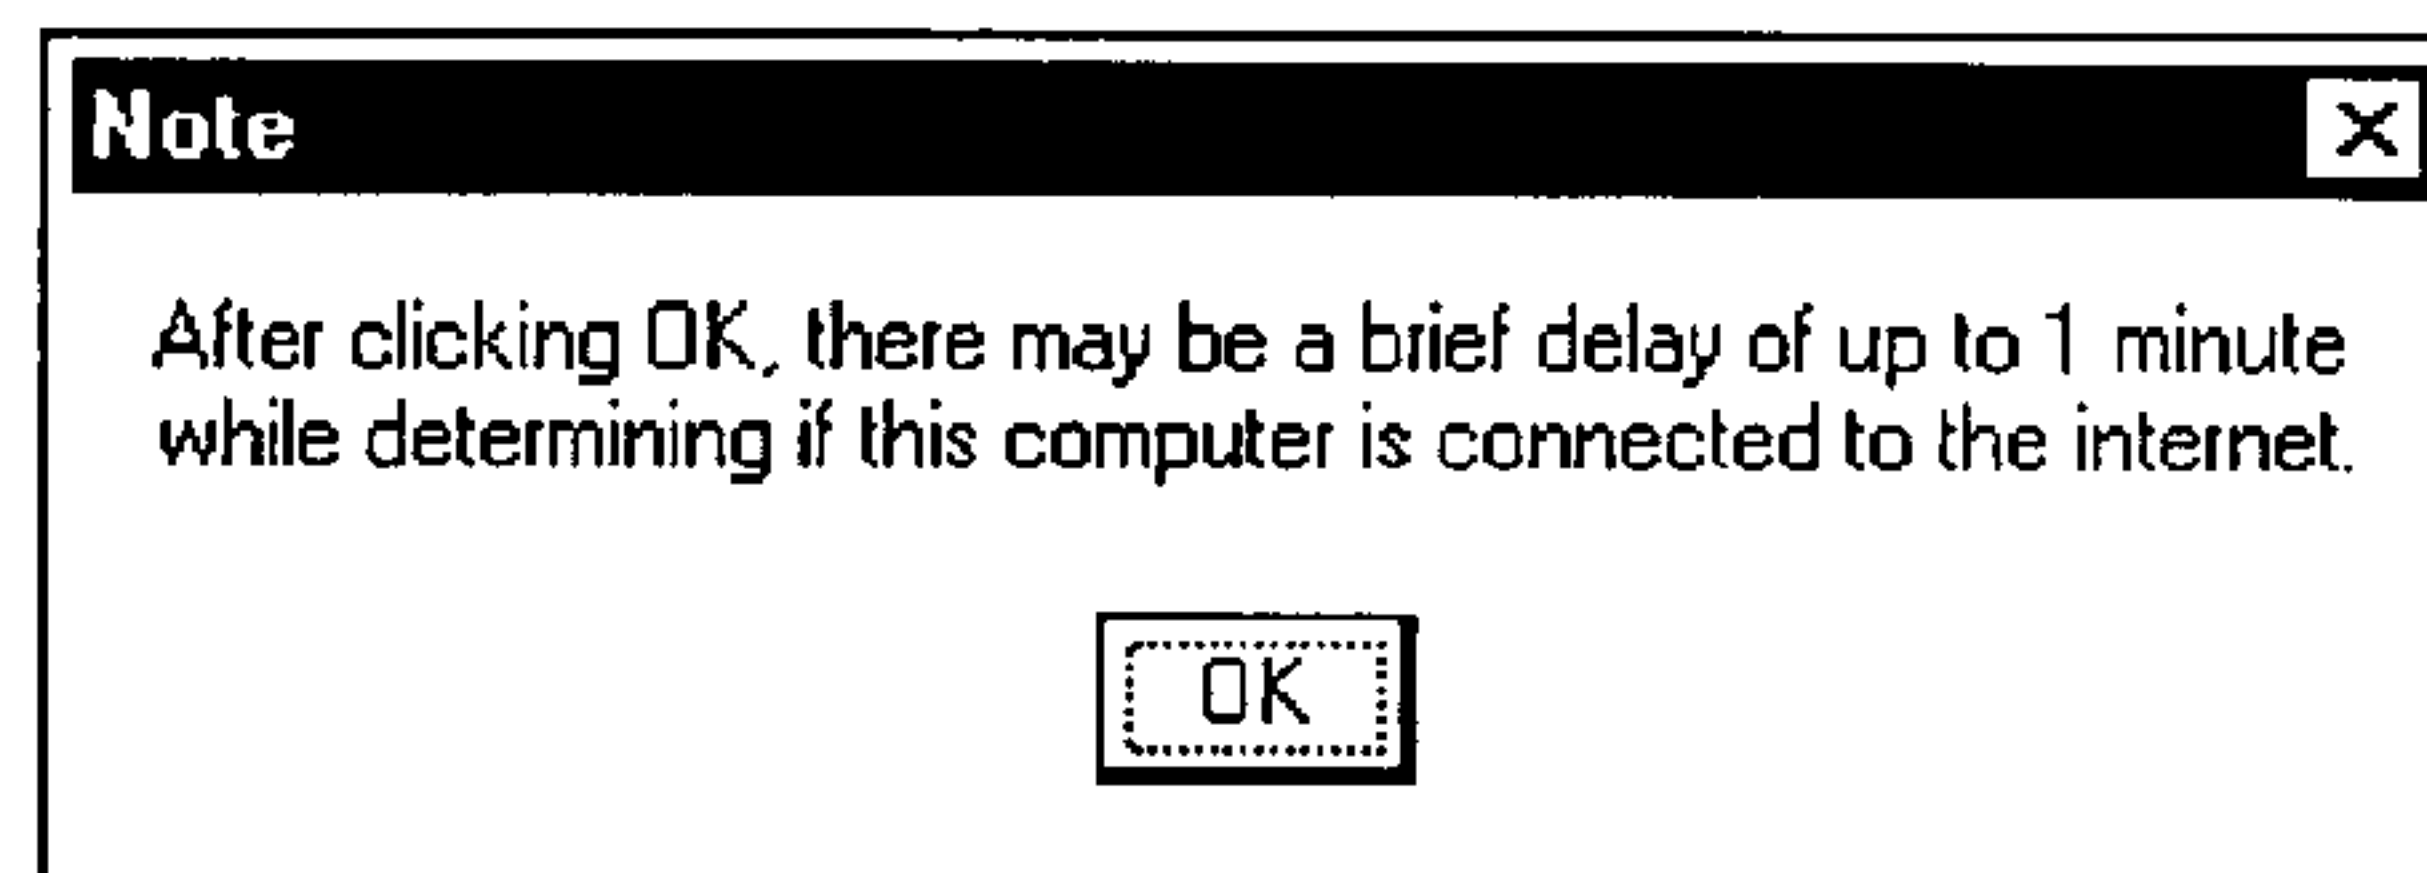 Note
After clicking OK, there may be a brief delay of up to 1 minute
while determining if this computer is connected to the internet.
OK